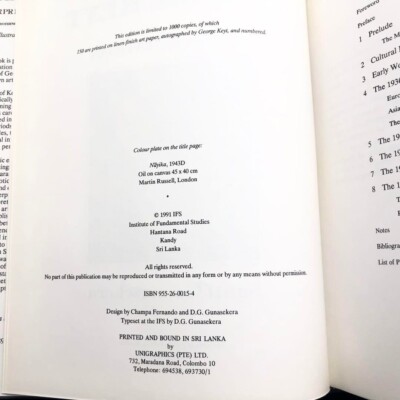 This edition is limited to 1000 copies, of which
150 are printed on linen finish art paper, autographed by George Keyt, and numbered.
Colour plate on the title page:
Nāyika, 1943D
Oil on canvas 45 x 40 cm
Martin Russell, London
•
© 1991 IFS
Institute of Fundamental Studies
Hantana Road
Kandy
Sri Lanka
All rights reserved.
No part of this publication may be reproduced or transmitted in any form or by any means without permission.
ISBN 955-26-0015-4
Design by Champa Fernando and D.G. Gunasekera
Typeset at the IFS by D.G. Gunasekera
PRINTED AND BOUND IN SRI LANKA
by
UNIGRAPHICS (PTE) LTD.
732, Maradana Road, Colombo 10
Telephone: 694538, 693730/1
Foreword
Preface
1 Prelude
The M
2 Cultural
3 Early Wo
4 The 1930
Euro
Asia
The
5 The 19
6 The 19
7 The 19
8 The 1
T
Notes
Bibliogra
List of P